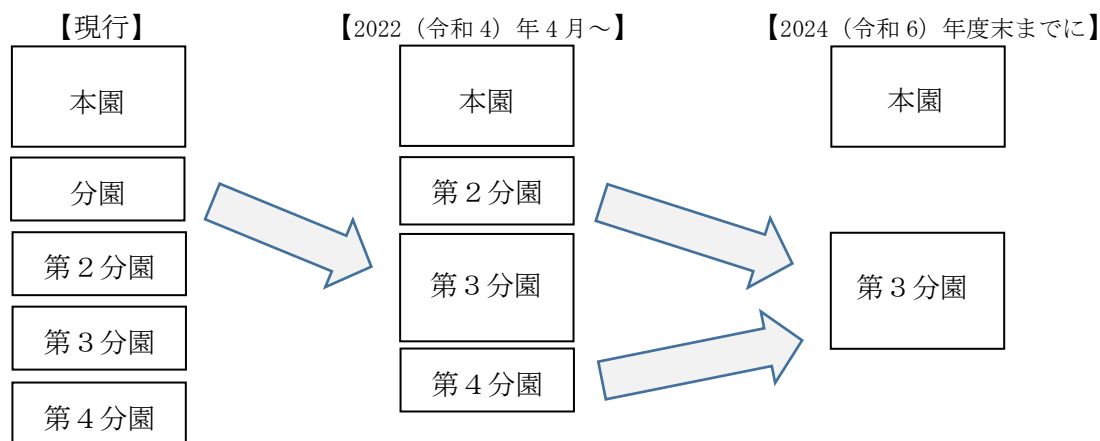 【現行】
本園
分園
第２分園
第３分園
第４分園
【2022（令和4）年4月～】
本園
第２分園
第３分園
第４分園
【2024（令和6）年度末までに】
本園
第３分園